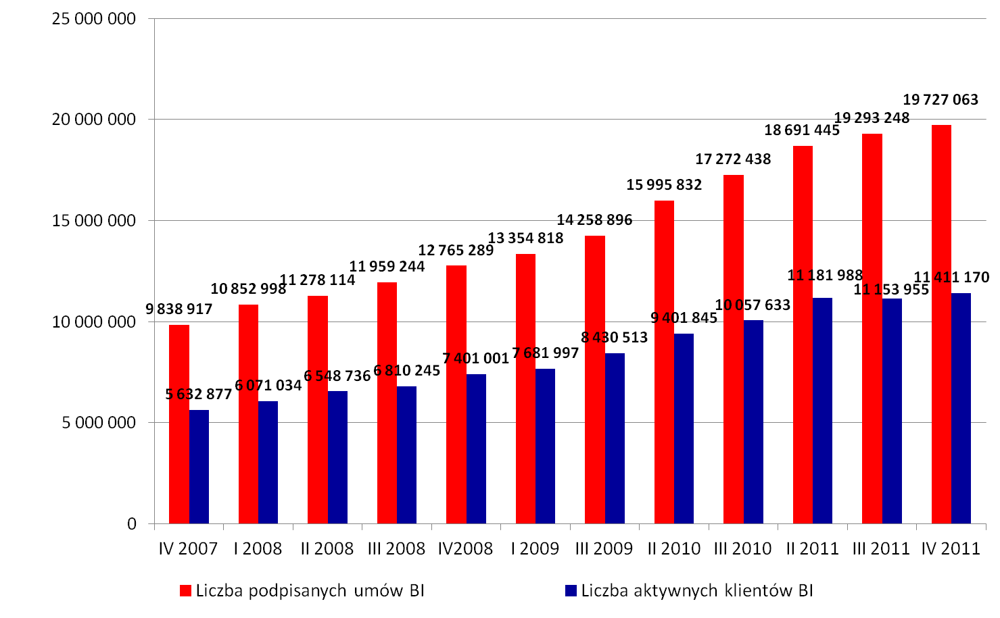 25 000 000
20 000 000
15 000 000
10 000 000
5 000 000
0
9 838 917
10 852 998
11 278 114
11 959 244
12 765 289
13 354 818
14 258 896
15 995 832
17 272 438
18 691 445
19 293 248
19 727 063
5 632 877
6 071 034
6 548 736
6 810 245
7 401 001
7 681 997
8 430 513
9 401 845
10 057 633
11 181 988
11 153 955
11 411 170
IV 2007 I 2008 II 2008 III 2008 IV2008 I 2009 III 2009 II 2010 III 2010 II 2011 III 2011 IV 2011
Liczba podpisanych umów BI Liczba aktywnych klientów BI